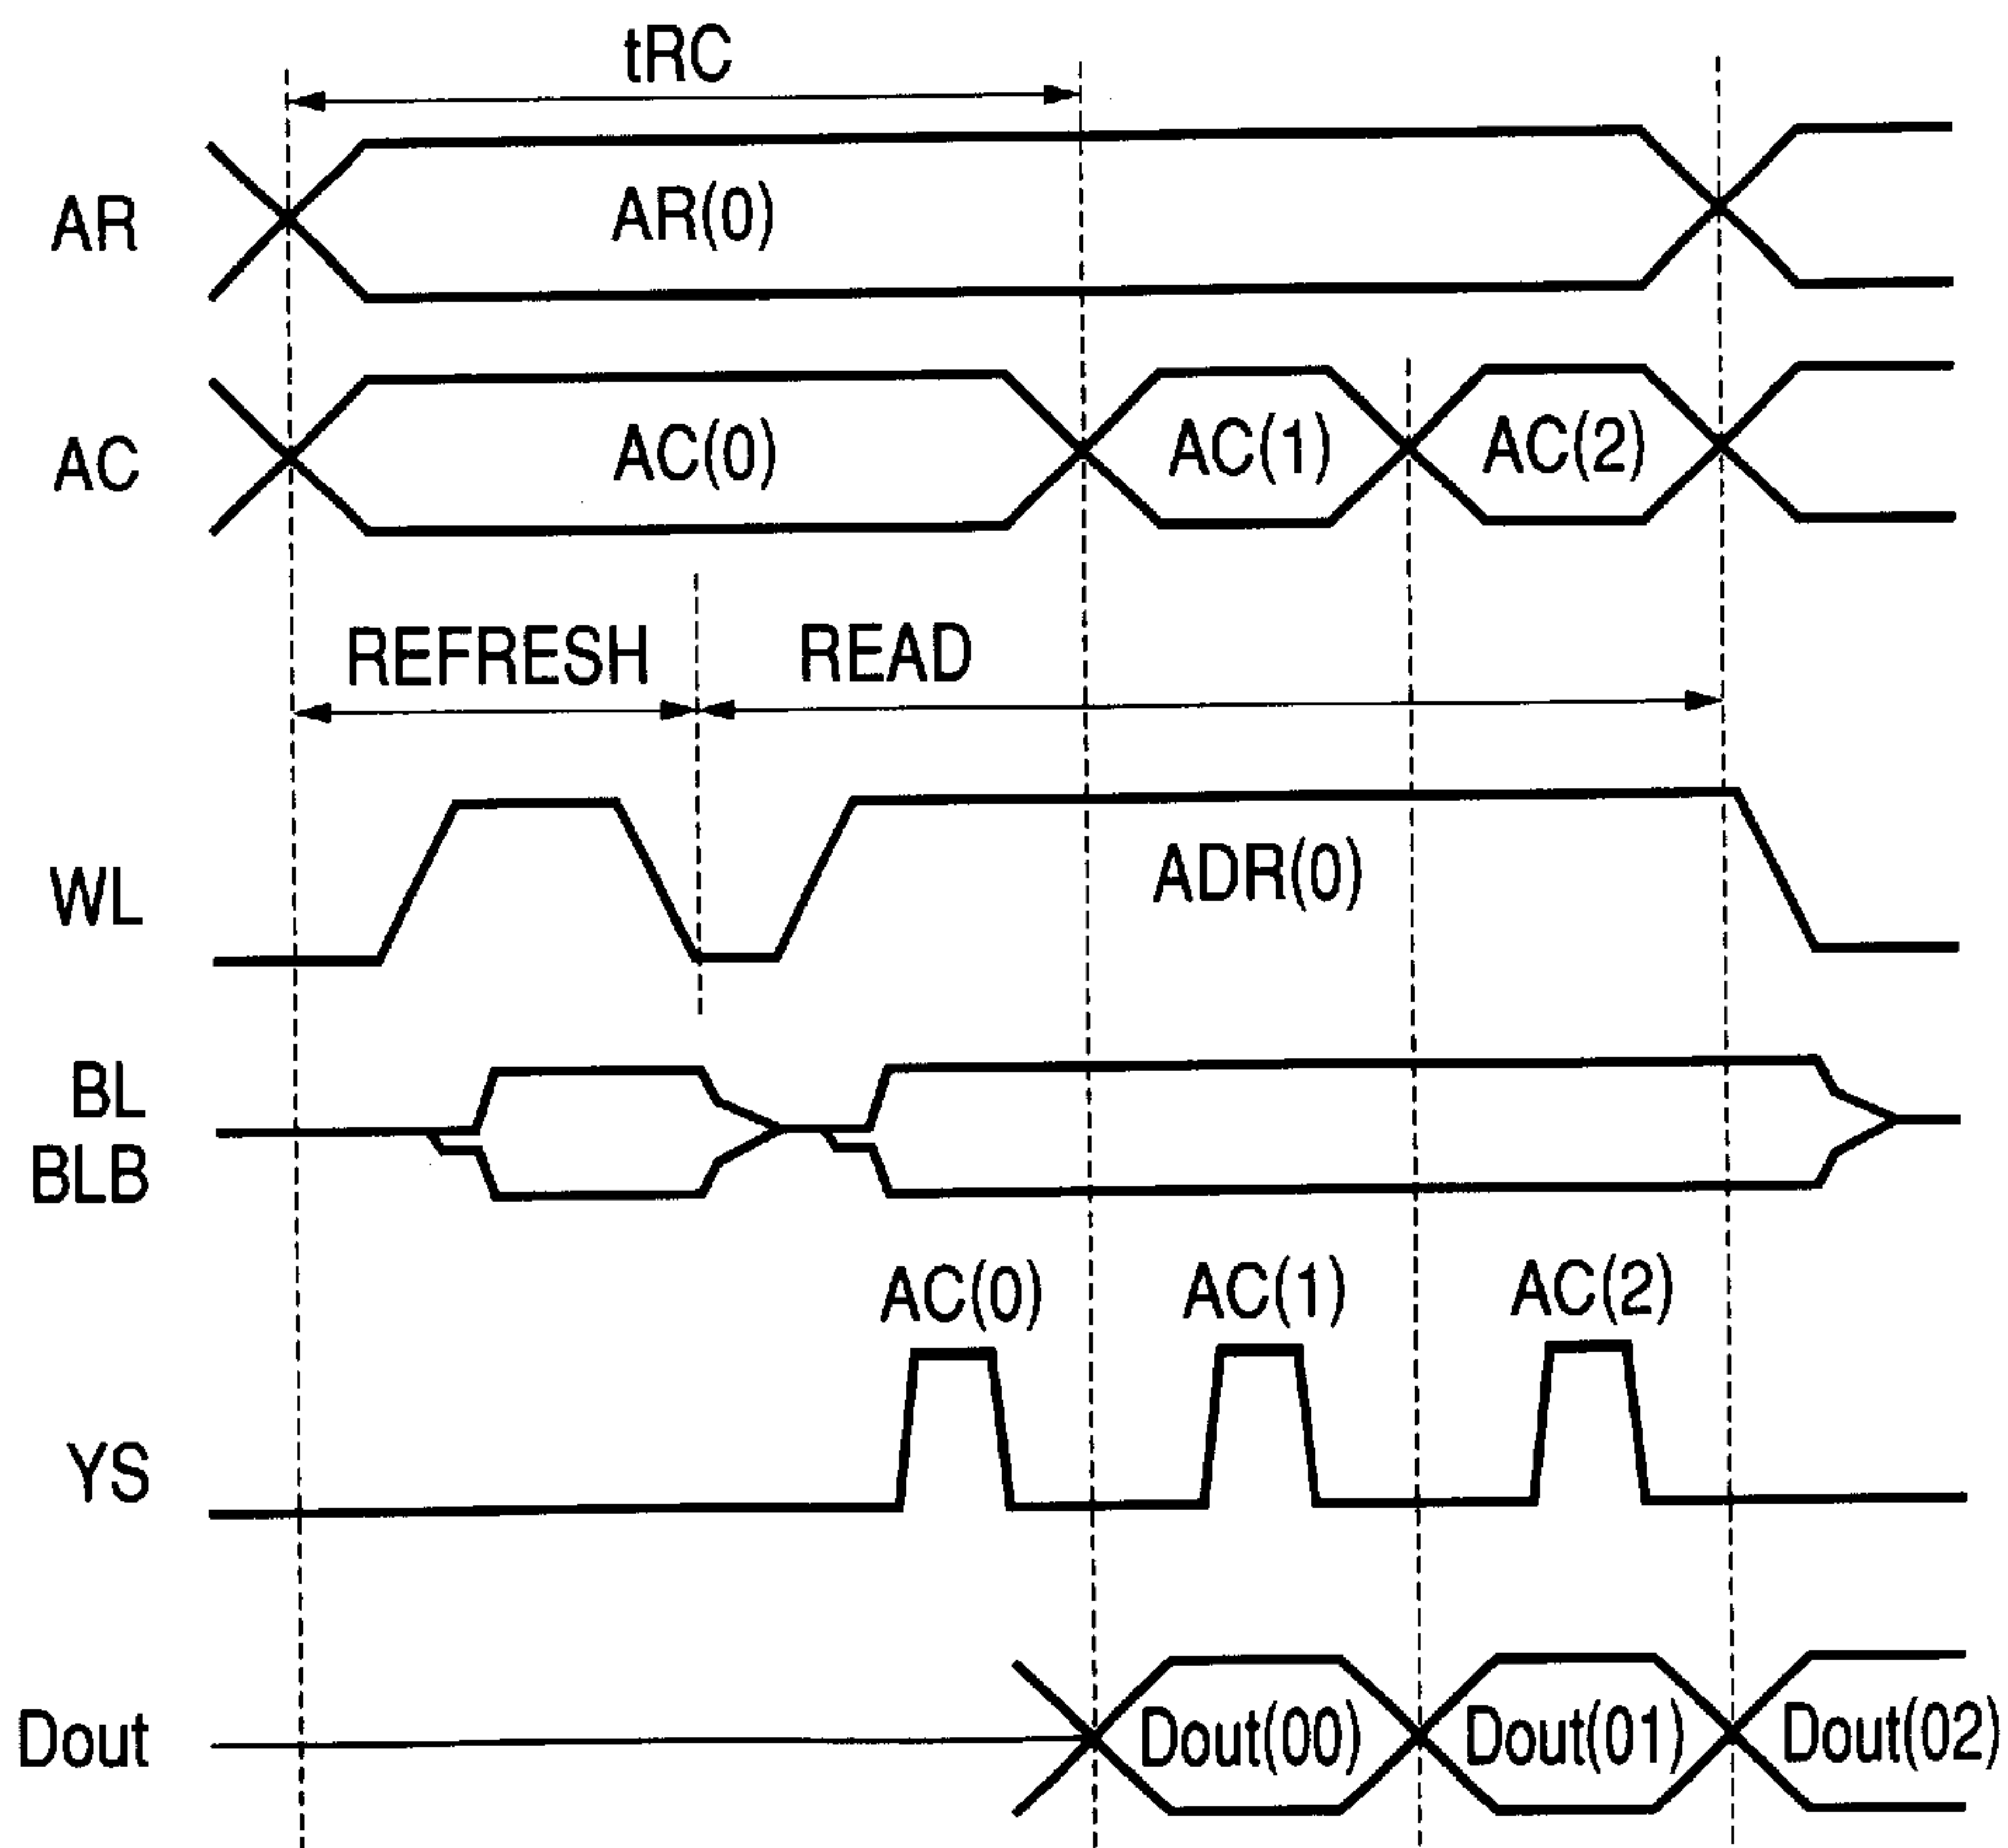 tRC
AR AR(0)
AC AC(0) AC(1) AC(2)
REFRESH READ
WL ADR(0)
BL
BLB
AC(0) AC(1) AC(2)
YS
Dout Dout(00) Dout(01) Dout(02)